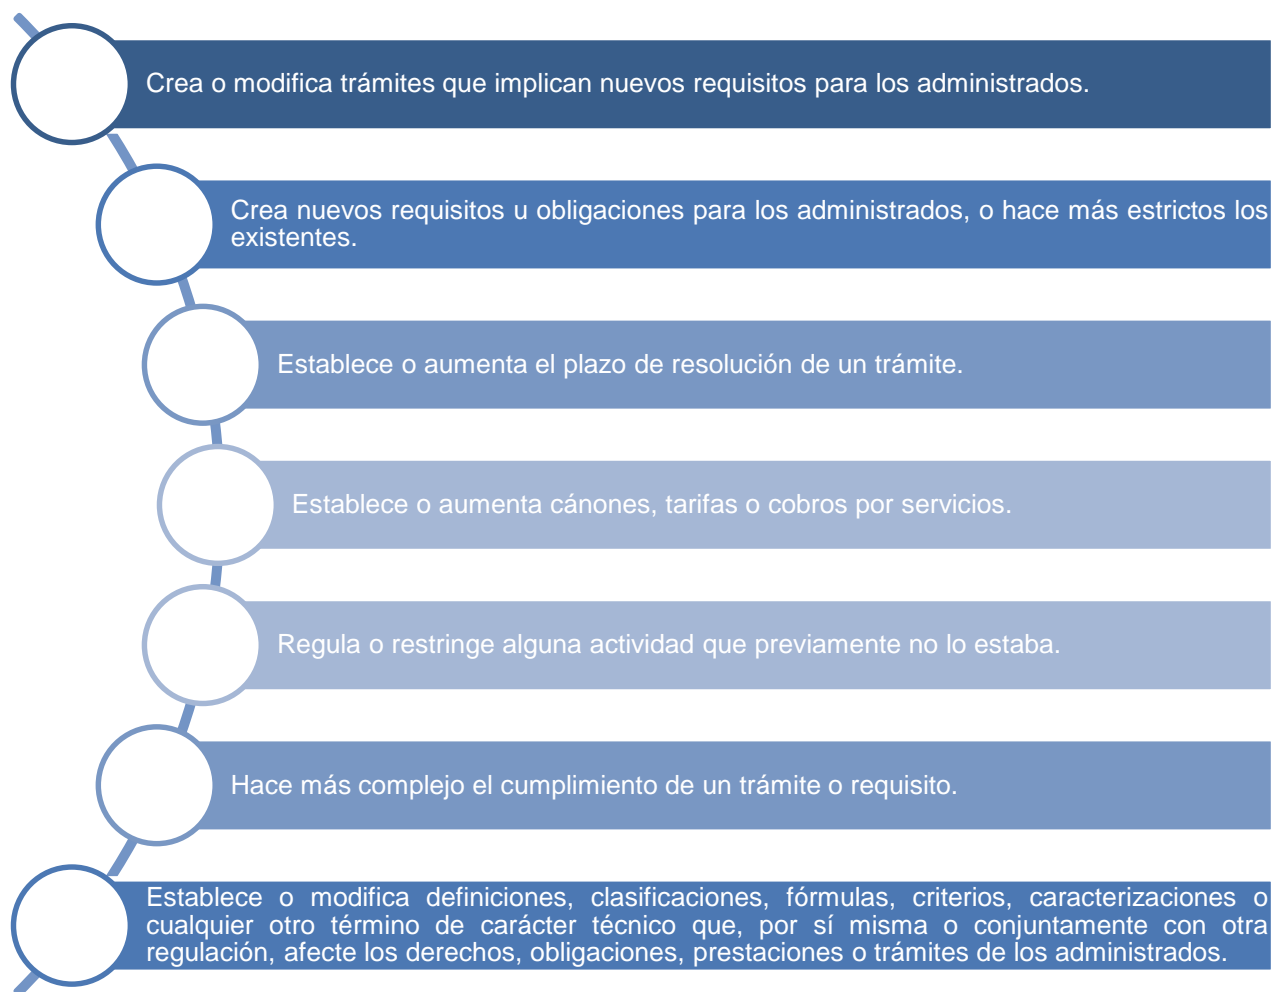 Crea o modifica trámites que implican nuevos requisitos para los administrados.
Crea nuevos requisitos u obligaciones para los administrados, o hace más estrictos los
existentes.
Establece o aumenta el plazo de resolución de un trámite.
Establece o aumenta cánones, tarifas o cobros por servicios.
Regula o restringe alguna actividad que previamente no lo estaba.
Hace más complejo el cumplimiento de un trámite o requisito.
Establece o modifica definiciones, clasificaciones, fórmulas, criterios, caracterizaciones o
cualquier otro término de carácter técnico que, por sí misma o conjuntamente con otra
regulación, afecte los derechos, obligaciones, prestaciones o trámites de los administrados.